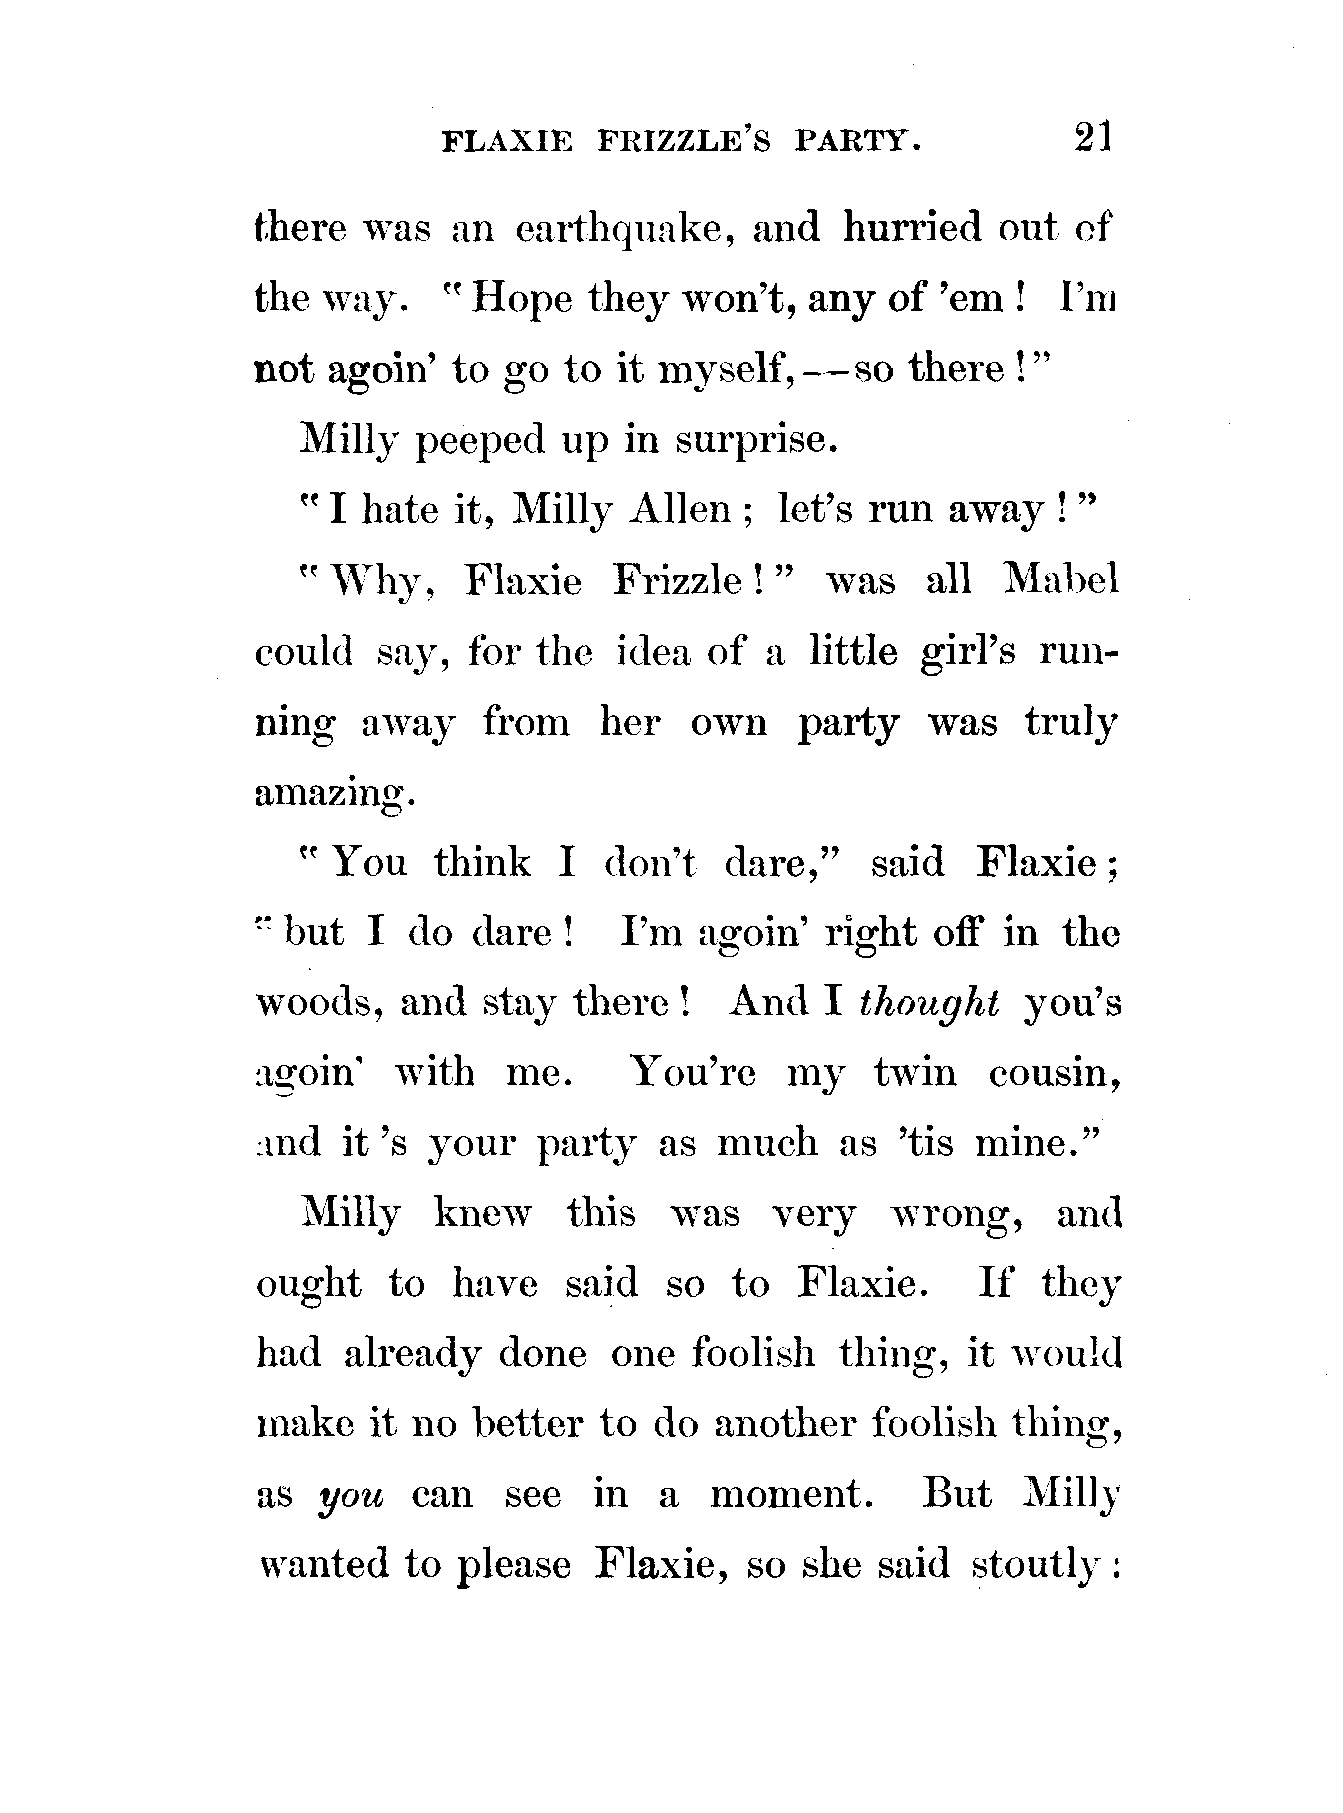 FLAXIE FRIZZLE'S PARTY. 21
there was an earthquake, and hurried out of
the way. "Hope they won't, any of 'em! I'm
not agoin' to go to it myself,—so there!"
Milly peeped up in surprise.
"I hate it, Milly Allen; let's run away!"
"Why, Flaxie Frizzle!" was all Mabel
could say, for the idea of a little girl's run-
ning away from her own party was truly
amazing.
"You think I don't dare," said Flaxie;
"but I do dare! I'm agoin' right off in the
woods, and stay there! And I thought you's
agoin' with me. You're my twin cousin,
and it 's your party as much as 'tis mine."
Milly knew this was very wrong, and
ought to have said so to Flaxie. If they
had already done one foolish thing, it would
make it no better to do another foolish thing,
as you can see in a moment. But Milly
wanted to please Flaxie, so she said stoutly: